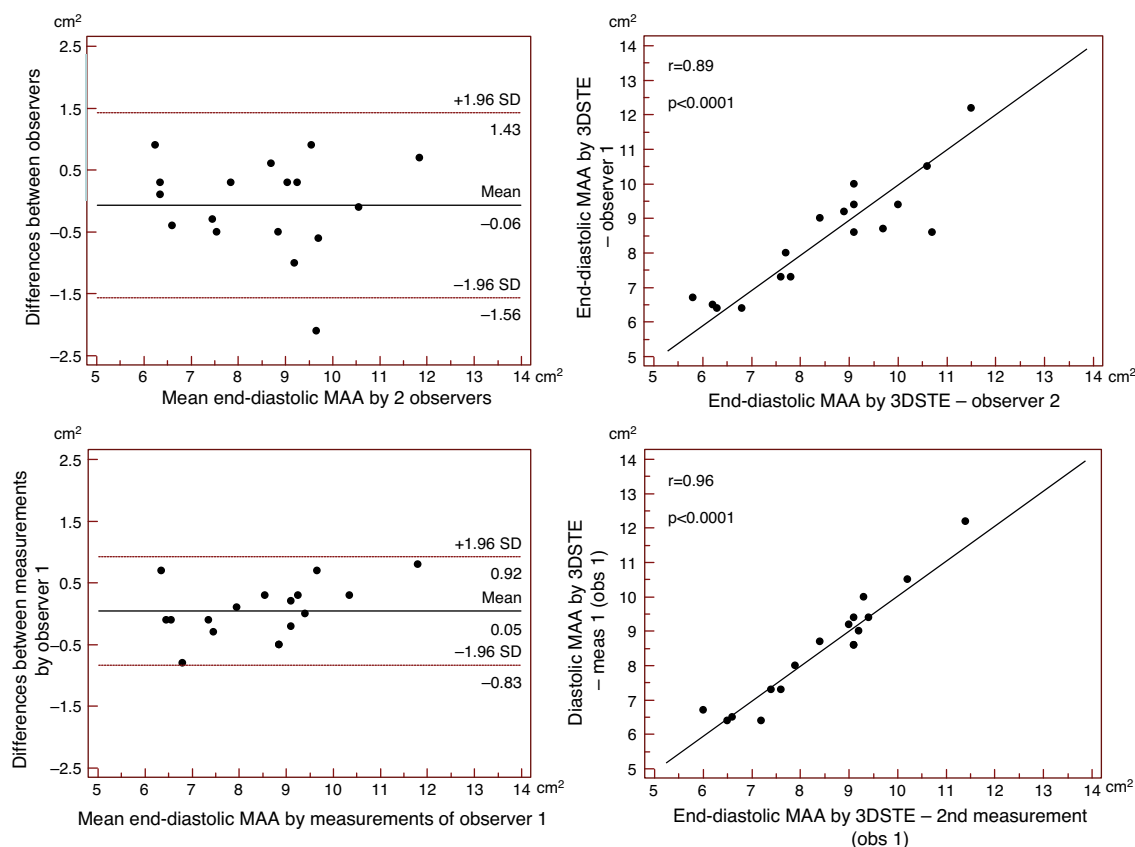 cm²
2.5
1.5
0.5
−0.5
−1.5
−2.5
Differences between observers
+1.96 SD
1.43
Mean
−0.06
−1.96 SD
−1.56
5 6 7 8 9 10 11 12 13 14 cm²
Mean end-diastolic MAA by 2 observers
cm²
14
13
12
11
10
9
8
7
6
5
End-diastolic MAA by 3DSTE
– observer 1
r=0.89
p<0.0001
5 6 7 8 9 10 11 12 13 14 cm²
End-diastolic MAA by 3DSTE – observer 2
cm²
2.5
1.5
0.5
−0.5
−1.5
−2.5
Differences between measurements
by observer 1
+1.96 SD
0.92
Mean
0.05
−1.96 SD
−0.83
5 6 7 8 9 10 11 12 13 14 cm²
Mean end-diastolic MAA by measurements of observer 1
cm²
14
13
12
11
10
9
8
7
6
5
Diastolic MAA by 3DSTE
– meas 1 (obs 1)
r=0.96
p<0.0001
5 6 7 8 9 10 11 12 13 14 cm²
End-diastolic MAA by 3DSTE – 2nd measurement
(obs 1)